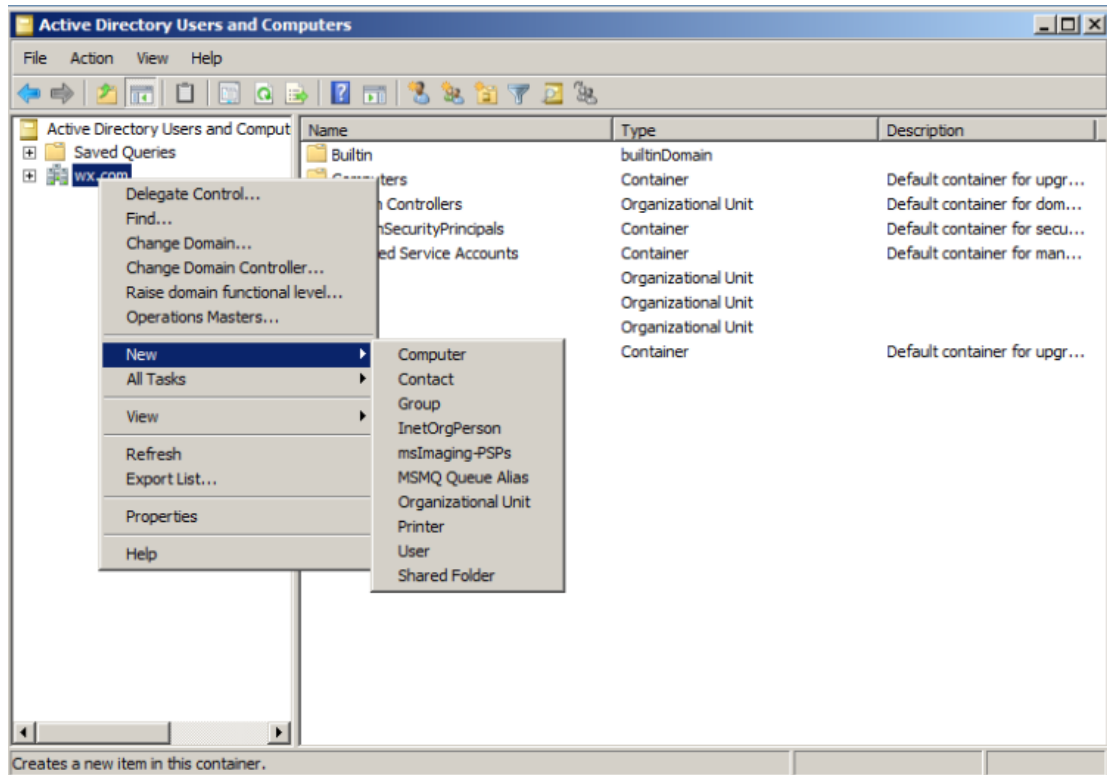 Active Directory Users and Computers
File Action View Help
Active Directory Users and Comput
Saved Queries
wx.com
Name Type Description
Builtin builtinDomain
Container Default container for upgr...
Controllers Organizational Unit Default container for dom...
nSecurityPrincipals Container Default container for secu...
ed Service Accounts Container Default container for man...
Organizational Unit
Organizational Unit
Organizational Unit
Container Default container for upgr...
Delegate Control...
Find...
Change Domain...
Change Domain Controller...
Raise domain functional level...
Operations Masters...
New
All Tasks
View
Refresh
Export List...
Properties
Help
Computer
Contact
Group
InetOrgPerson
msImaging-PSPs
MSMQ Queue Alias
Organizational Unit
Printer
User
Shared Folder
Creates a new item in this container.